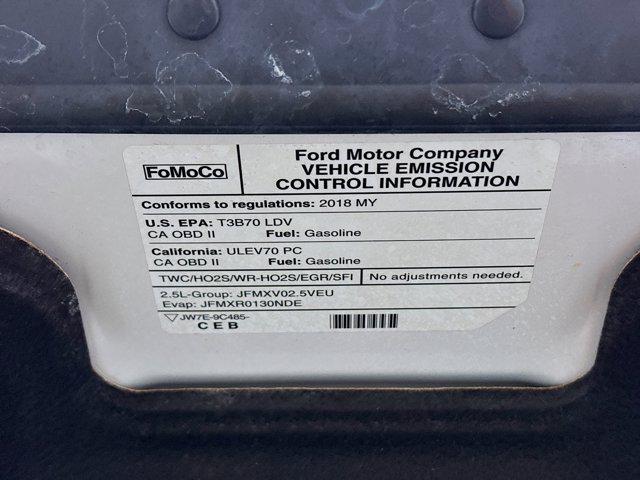 FoMoCo
Ford Motor Company
VEHICLE EMISSION
CONTROL INFORMATION
Conforms to regulations: 2018 MY
U.S. EPA: T3B70 LDV
CA OBD II Fuel: Gasoline
California: ULEV70 PC
CA OBD II Fuel: Gasoline
TWC/HO2S/WR-HO2S/EGR/SFI No adjustments needed.
2.5L-Group: JFMXV02.5VEU
Evap: JFMXR0130NDE
JW7E-9C485-
CEB